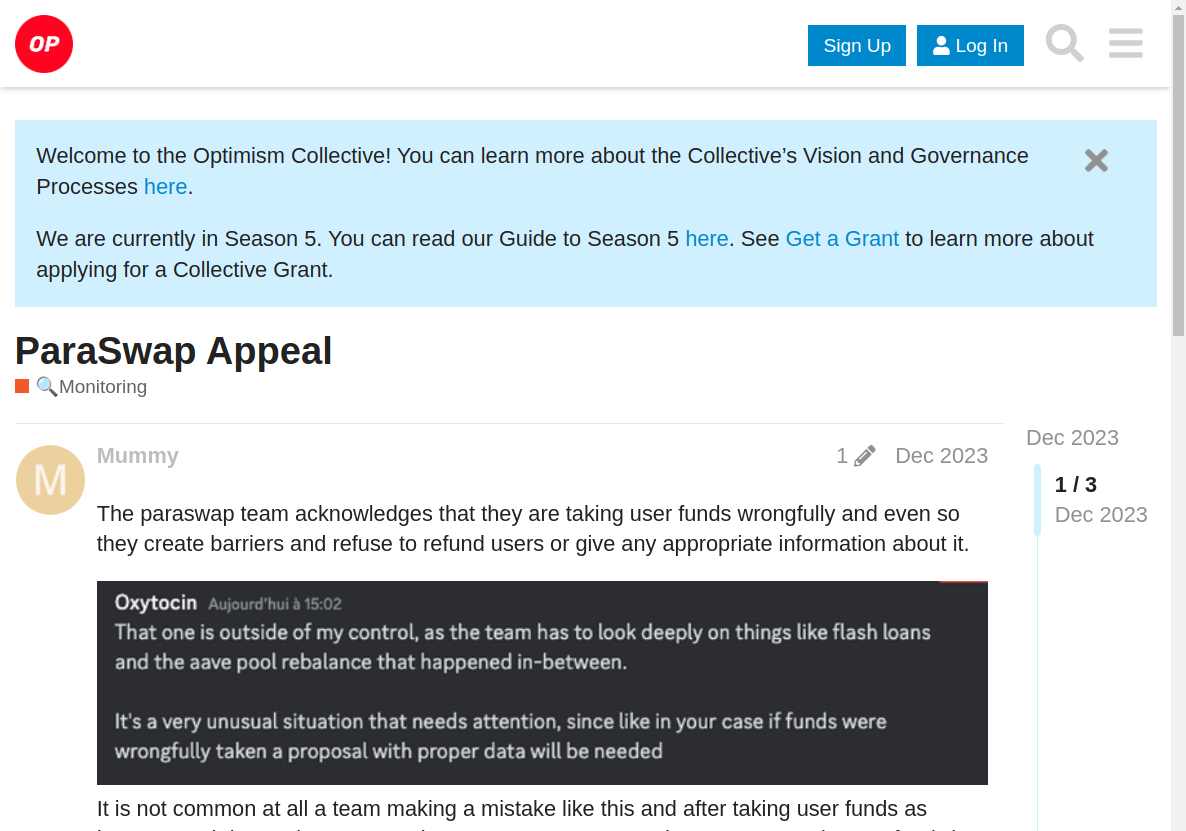 OP
Sign Up
Log In
Welcome to the Optimism Collective! You can learn more about the Collective’s Vision and Governance
Processes here.
We are currently in Season 5. You can read our Guide to Season 5 here. See Get a Grant to learn more about
applying for a Collective Grant.
ParaSwap Appeal
🔍Monitoring
M
Mummy
1
Dec 2023
Dec 2023
1 / 3
Dec 2023
The paraswap team acknowledges that they are taking user funds wrongfully and even so
they create barriers and refuse to refund users or give any appropriate information about it.
Oxytocin Aujourd'hui à 15:02
That one is outside of my control, as the team has to look deeply on things like flash loans
and the aave pool rebalance that happened in-between.
It's a very unusual situation that needs attention, since like in your case if funds were
wrongfully taken a proposal with proper data will be needed
It is not common at all a team making a mistake like this and after taking user funds as